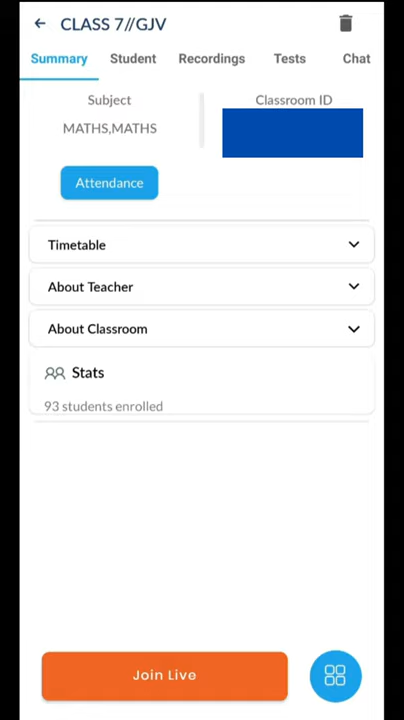 CLASS 7//GJV
Summary Student Recordings Tests Chat
Subject
Classroom ID
MATHS,MATHS
Attendance
Timetable
About Teacher
About Classroom
Stats
93 students enrolled
Join Live